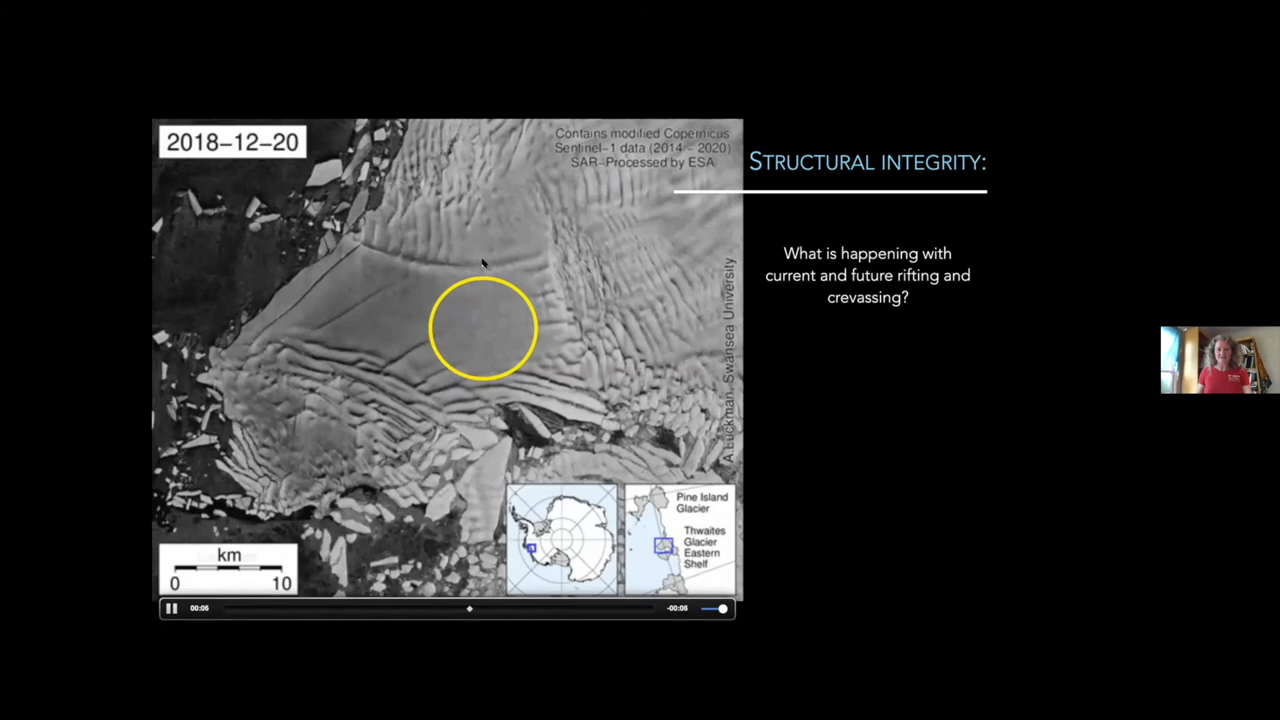 2018-12-20
Contains modified Copernicus
Sentinel-1 data (2014 - 2020)
SAR-Processed by ESA
STRUCTURAL INTEGRITY:
What is happening with
current and future rifting and
crevassing?
A.Luckman, Swansea University
Pine Island
Glacier
Thwaites
Glacier
Eastern
Shelf
km
0 10
00:06 -00:06